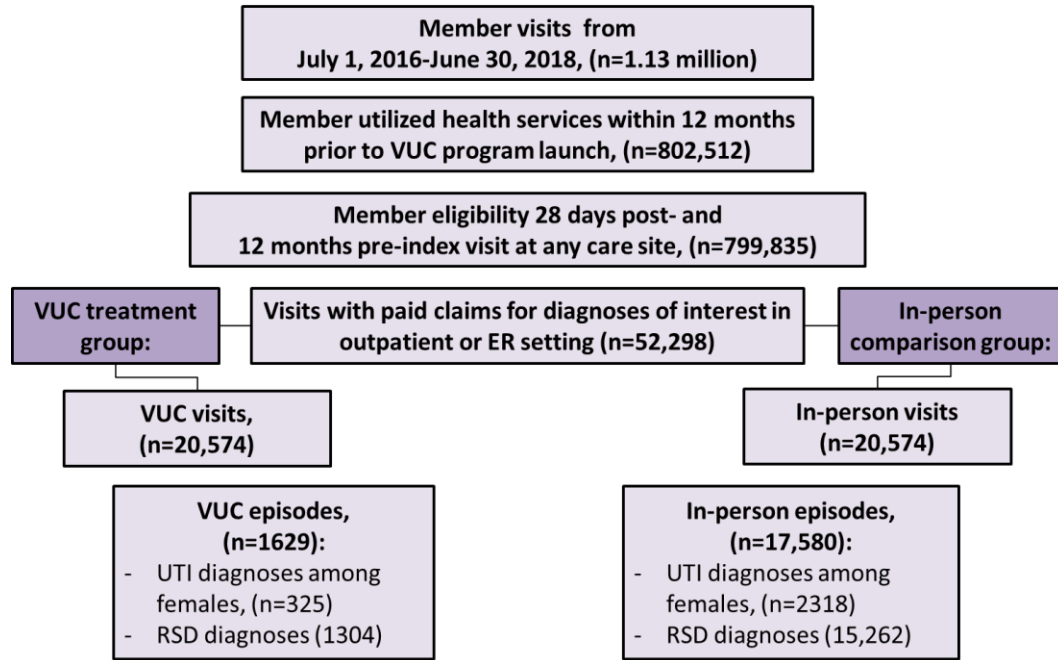 Member visits from
July 1, 2016-June 30, 2018, (n=1.13 million)
Member utilized health services within 12 months
prior to VUC program launch, (n=802,512)
Member eligibility 28 days post- and
12 months pre-index visit at any care site, (n=799,835)
VUC treatment
group:
Visits with paid claims for diagnoses of interest in
outpatient or ER setting (n=52,298)
In-person
comparison group:
VUC visits,
(n=20,574)
In-person visits
(n=20,574)
VUC episodes,
(n=1629):
- UTI diagnoses among
females, (n=325)
- RSD diagnoses (1304)
In-person episodes,
(n=17,580):
- UTI diagnoses among
females, (n=2318)
- RSD diagnoses (15,262)